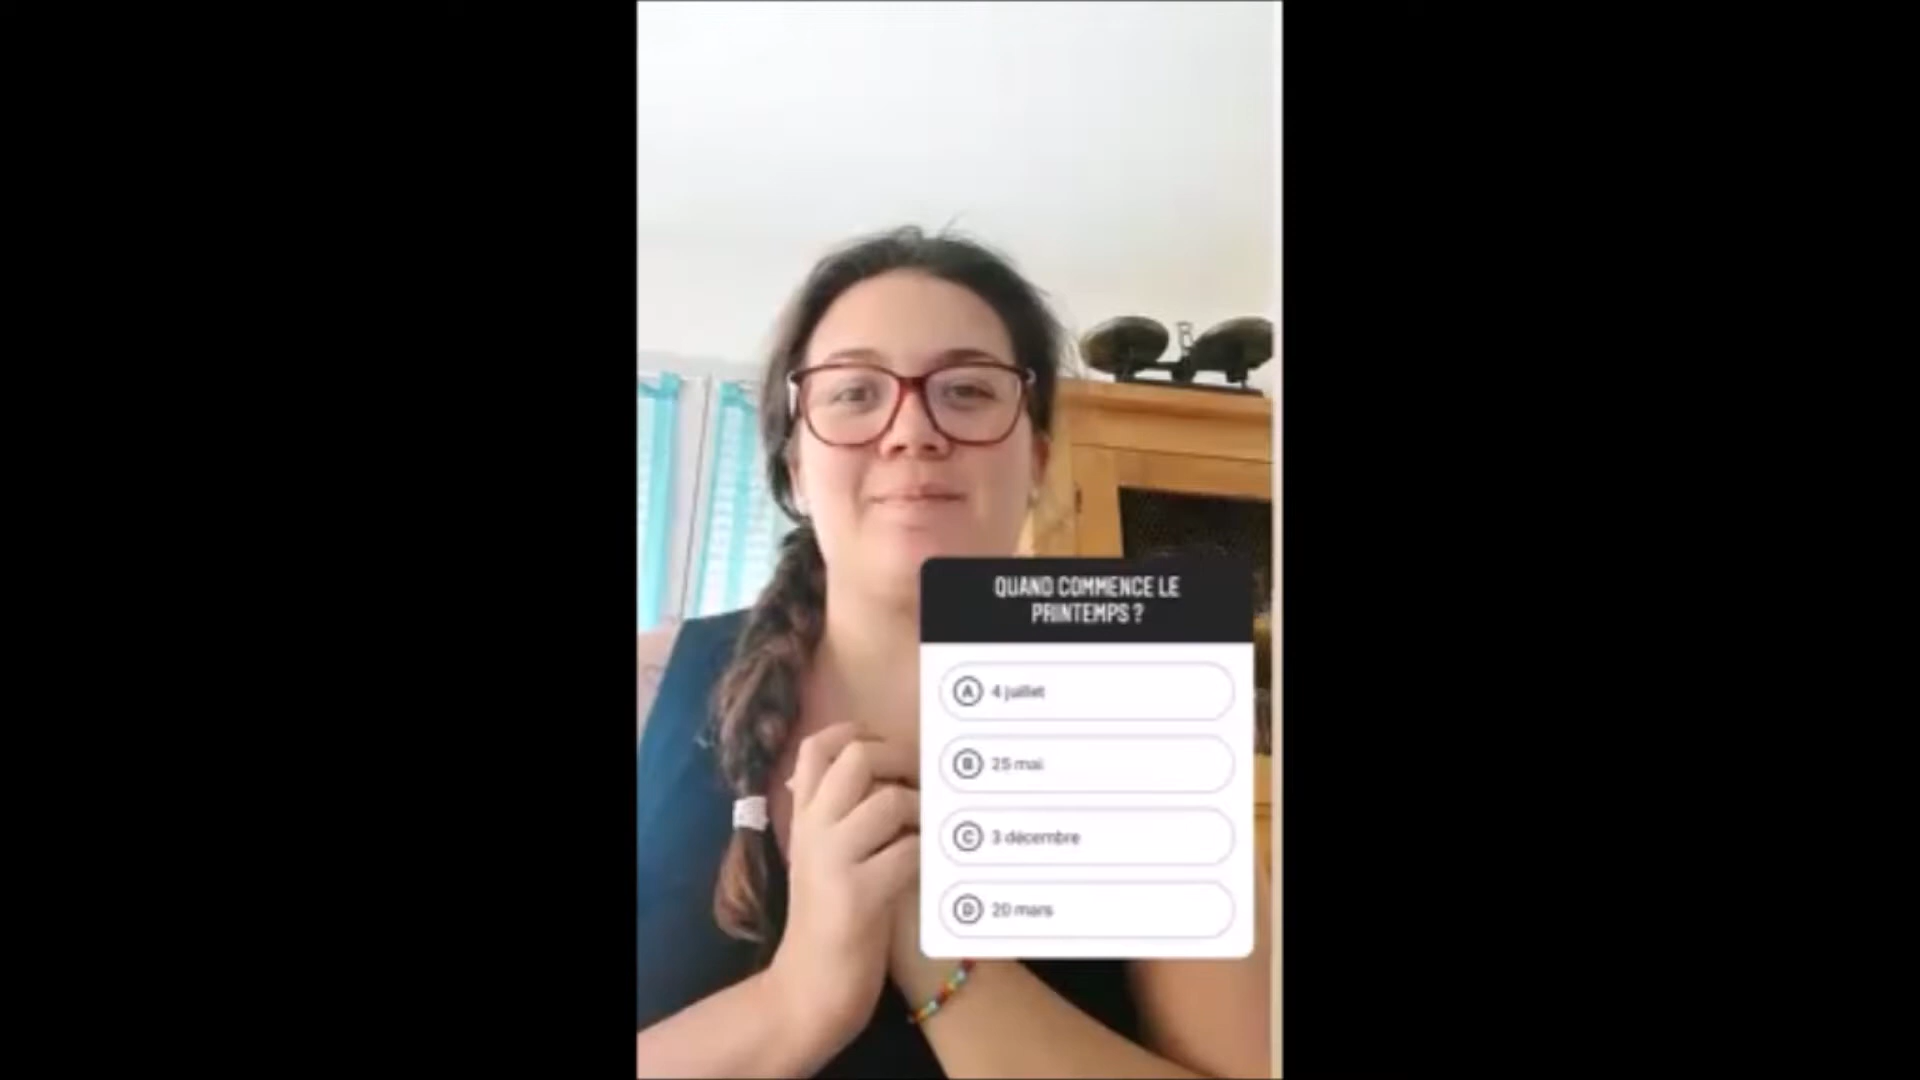 QUAND COMMENCE LE
PRINTEMPS ?
A 4 juillet
B 25 mai
C 3 décembre
D 20 mars